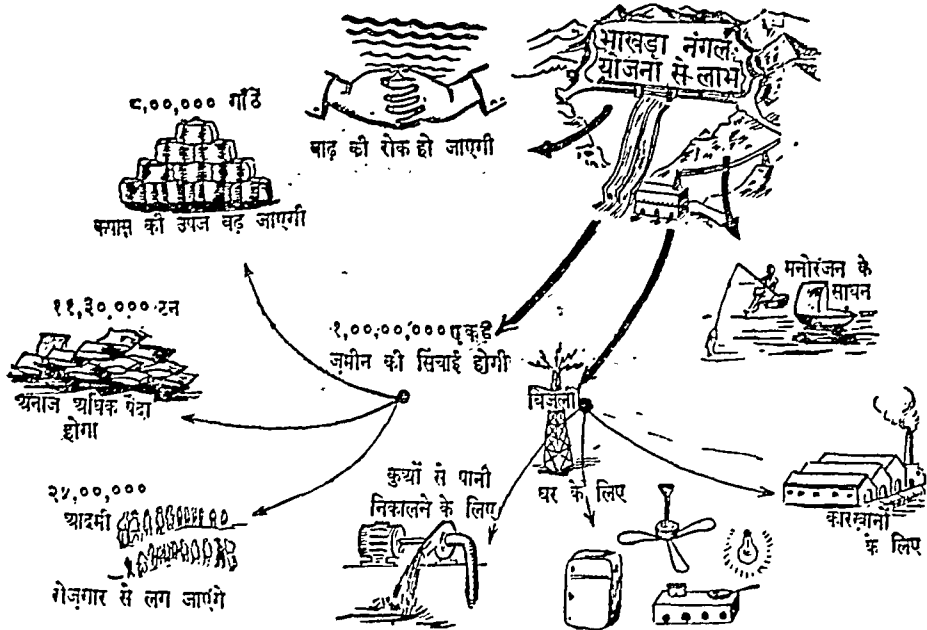 भाखड़ा नंगल
योजना से लाभ
बाढ़ की रोक हो जाएगी
८,००,००० गाँठें
कपास की उपज बढ़ जाएगी
मनोरंजन के
साधन
११,३०,००० टन
अनाज अधिक पैदा
होगा
१,००,००,००० एकड़
ज़मीन की सिंचाई होगी
बिजली
२५,००,०००
आदमी
रोज़गार से लग जाएंगे
कुओं से पानी
निकालने के लिए
घर के लिए
कारखानों
के लिए